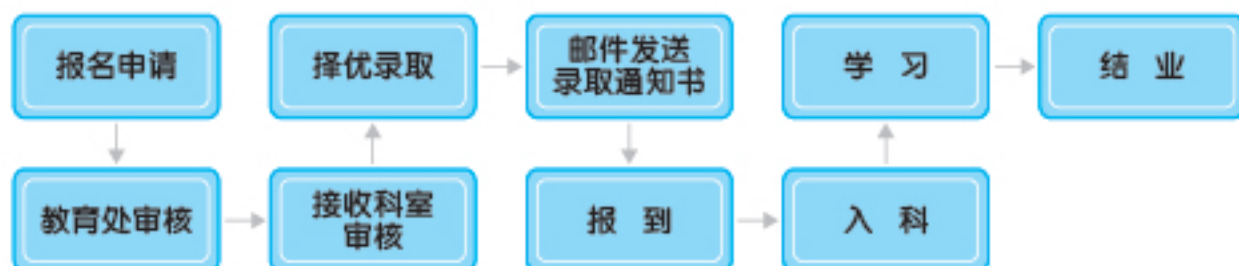 报名申请
择优录取
邮件发送
录取通知书
学 习
结 业
教育处审核
接收科室
审核
报 到
入 科